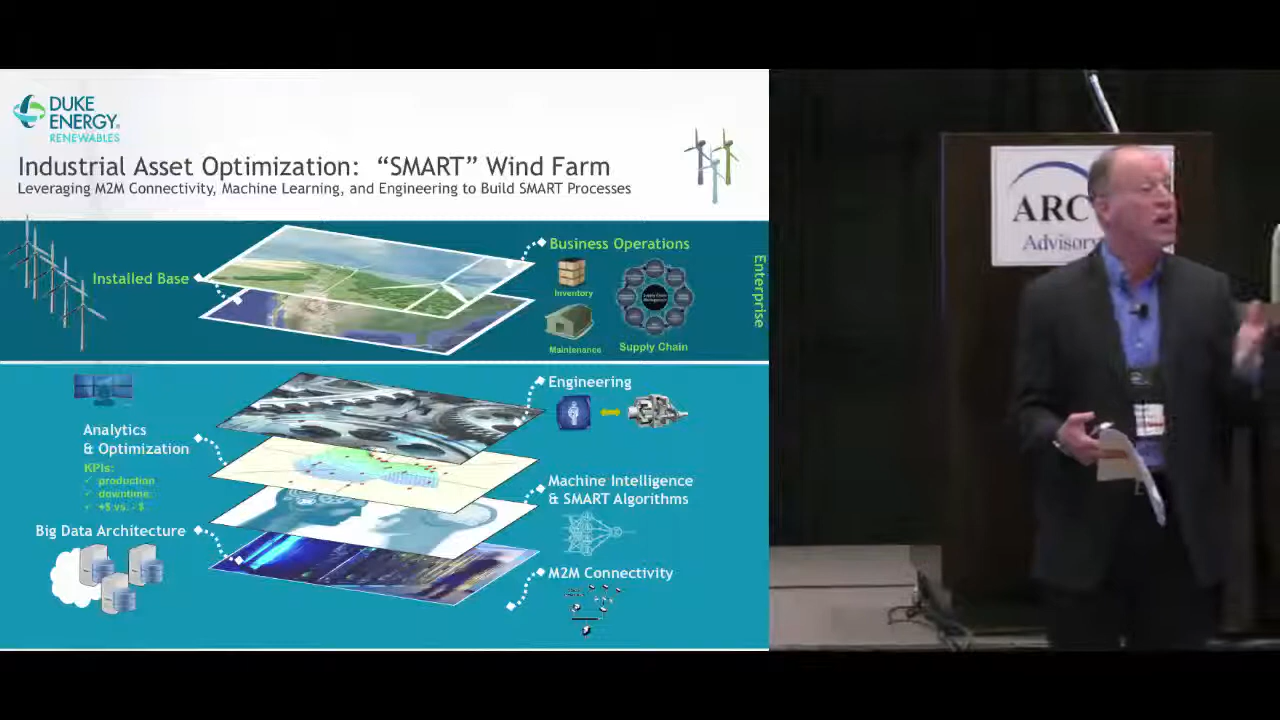 DUKE
ENERGY®
RENEWABLES
Industrial Asset Optimization: “SMART” Wind Farm
Leveraging M2M Connectivity, Machine Learning, and Engineering to Build SMART Processes
Installed Base
Business Operations
Inventory
Maintenance
Supply Chain
Enterprise
Engineering
Analytics
& Optimization
KPIs:
✓ production
✓ downtime
✓ +$ vs. - $
Machine Intelligence
& SMART Algorithms
Big Data Architecture
M2M Connectivity
ARC
Advisory